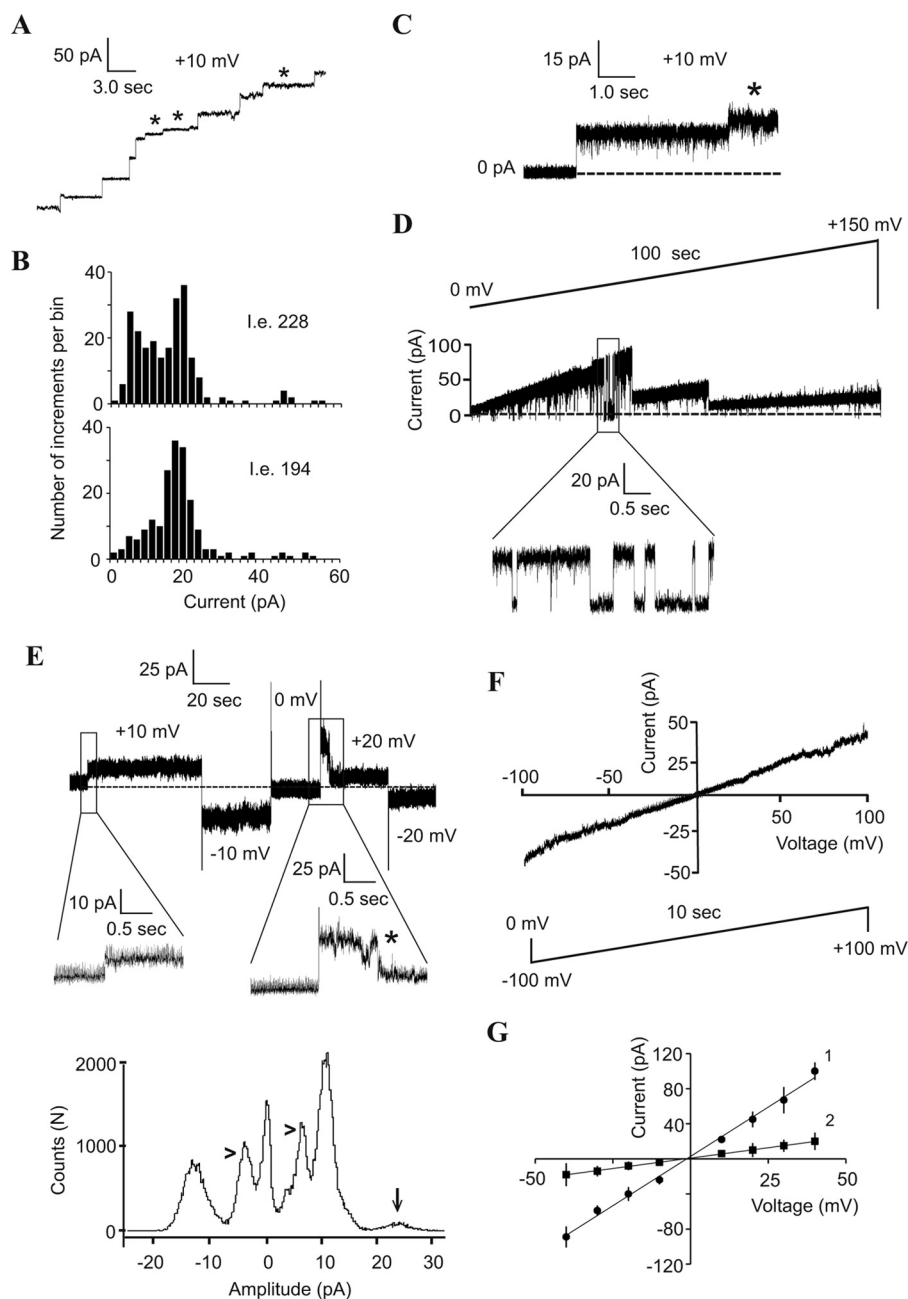 A
50 pA
+10 mV
3.0 sec
*
*
*
B
Number of increments per bin
40
20
0
I.e. 228
40
20
0
I.e. 194
0
20
40
60
Current (pA)
C
15 pA
+10 mV
1.0 sec
*
0 pA
D
+150 mV
100 sec
0 mV
Current (pA)
100
50
0
20 pA
0.5 sec
E
25 pA
20 sec
0 mV
+10 mV
+20 mV
-10 mV
-20 mV
10 pA
0.5 sec
25 pA
0.5 sec
*
Counts (N)
2000
1000
0
>
>
-20
-10
0
10
20
30
Amplitude (pA)
F
Current (pA)
50
25
-25
-50
-100
-50
50
100
Voltage (mV)
0 mV
10 sec
-100 mV
+100 mV
G
Current (pA)
120
80
40
-80
-120
1
2
-50
25
50
Voltage (mV)